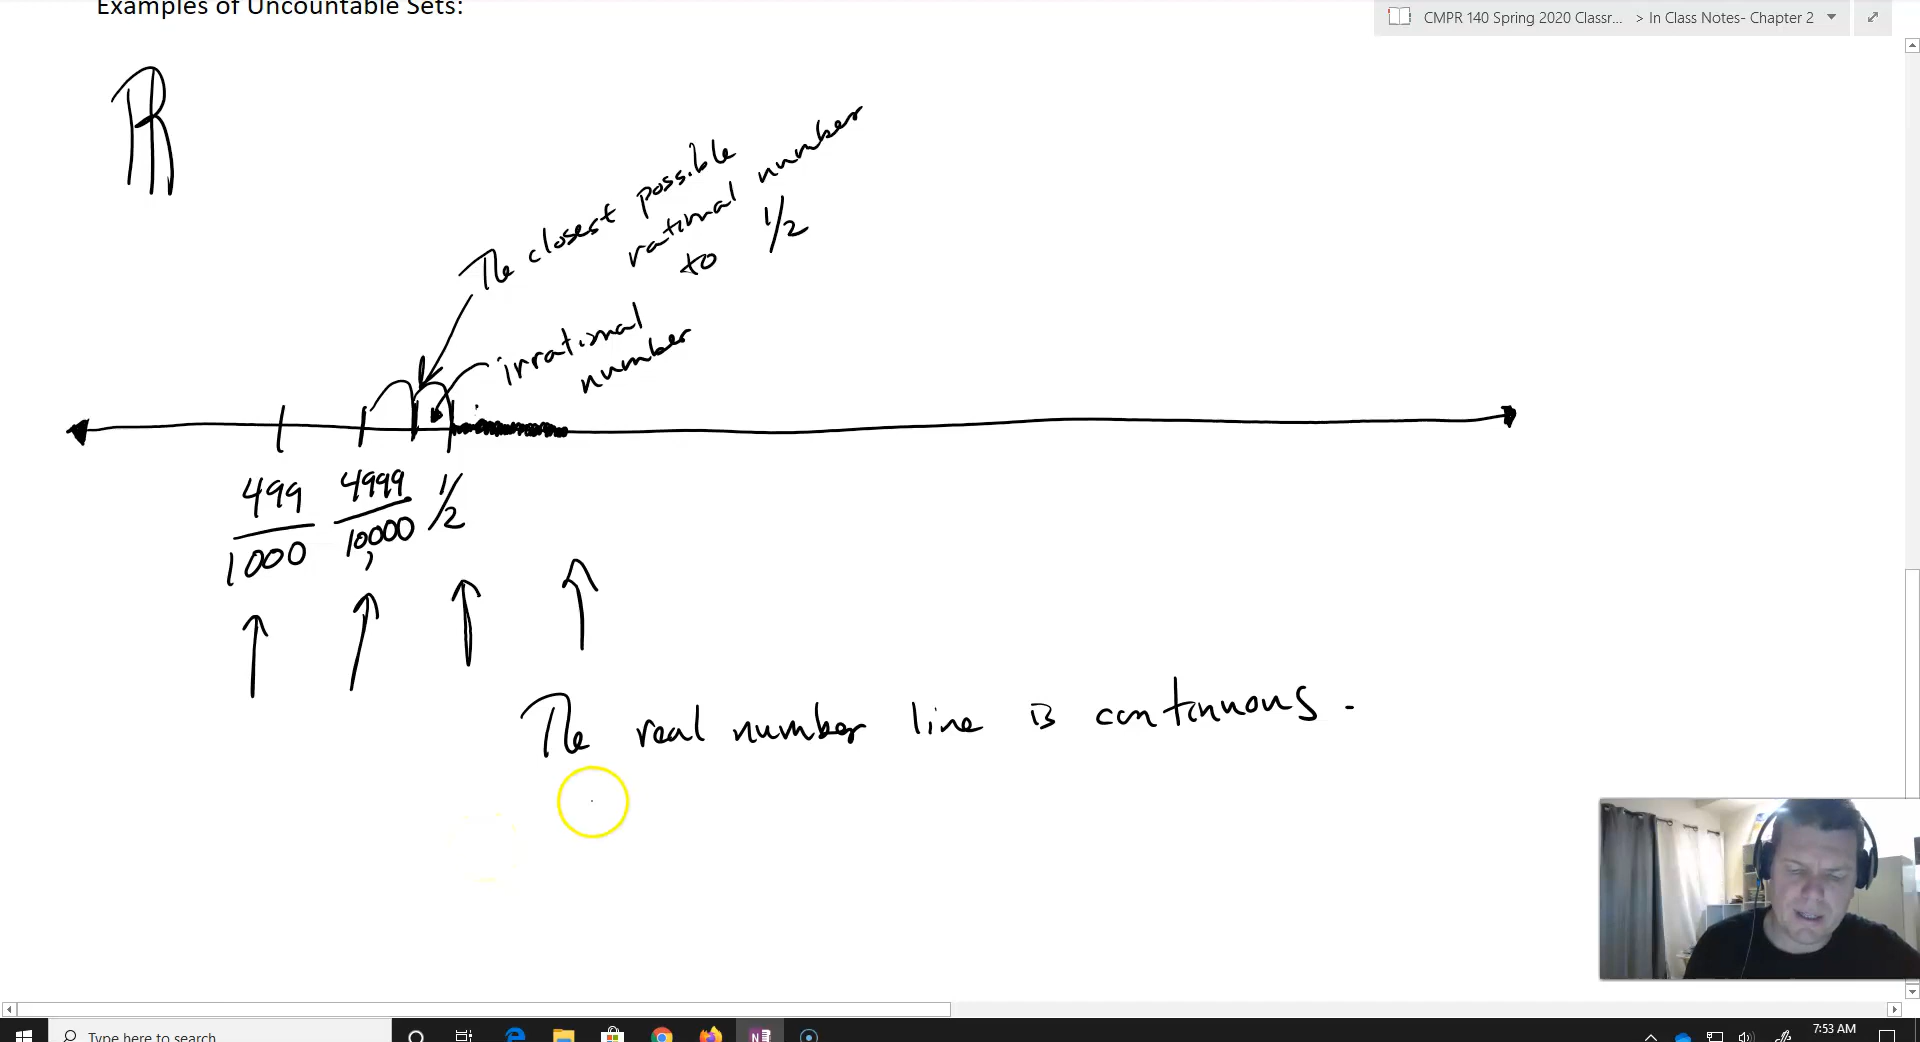 Examples of Uncountable Sets:
CMPR 140 Spring 2020 Classr... > In Class Notes- Chapter 2
ℝ
The closest possible
rational number
to 1/2
irrational
number
499/1000 4999/10,000 1/2
The real number line is continuous.
Type here to search
7:53 AM